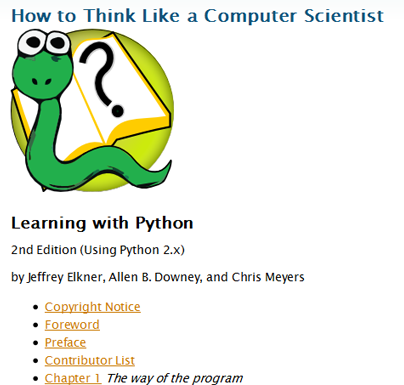 How to Think Like a Computer Scientist
?
Learning with Python
2nd Edition (Using Python 2.x)
by Jeffrey Elkner, Allen B. Downey, and Chris Meyers
• Copyright Notice
• Foreword
• Preface
• Contributor List
• Chapter 1 The way of the program